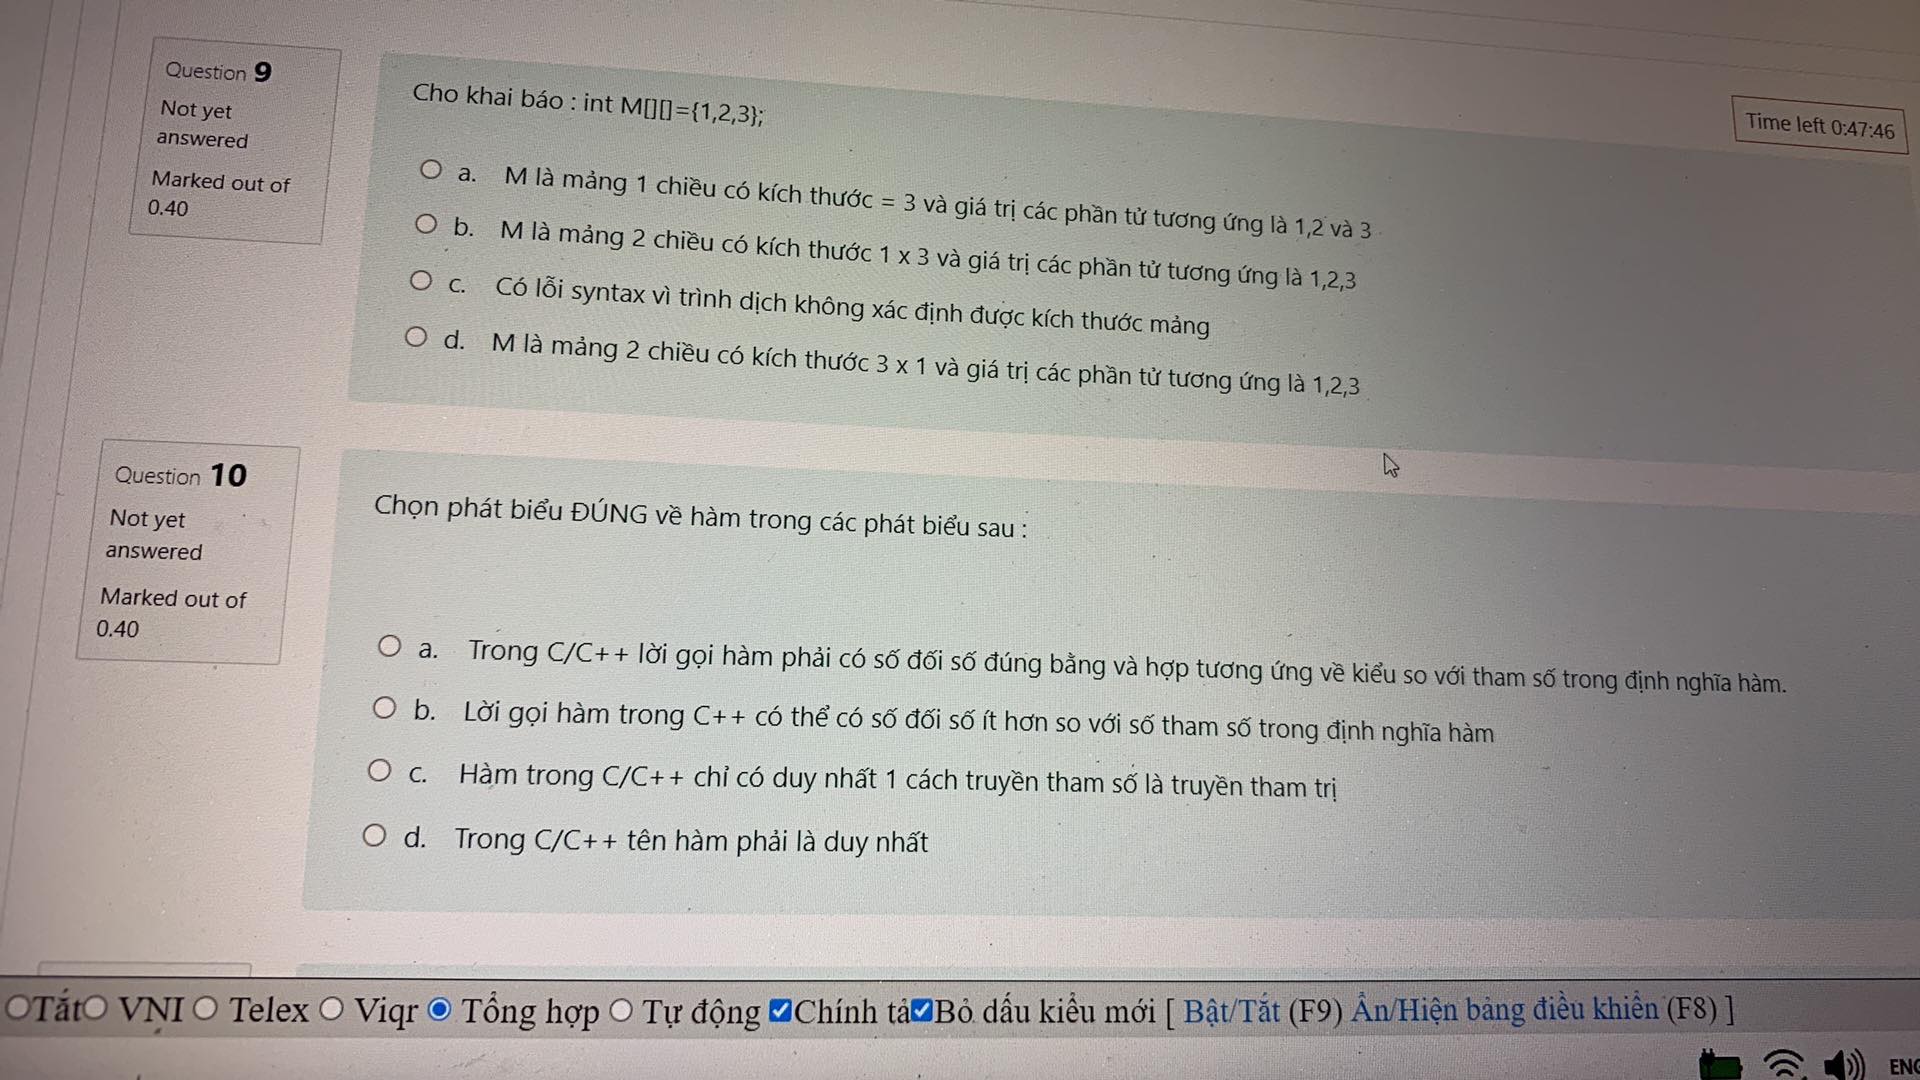 Question 9
Not yet
answered
Marked out of
0.40
Cho khai báo : int M[][]={1,2,3};
Time left 0:47:46
a. M là mảng 1 chiều có kích thước = 3 và giá trị các phần tử tương ứng là 1,2 và 3
b. M là mảng 2 chiều có kích thước 1 x 3 và giá trị các phần tử tương ứng là 1,2,3
c. Có lỗi syntax vì trình dịch không xác định được kích thước mảng
d. M là mảng 2 chiều có kích thước 3 x 1 và giá trị các phần tử tương ứng là 1,2,3
Question 10
Not yet
answered
Marked out of
0.40
Chọn phát biểu ĐÚNG về hàm trong các phát biểu sau :
a. Trong C/C++ lời gọi hàm phải có số đối số đúng bằng và hợp tương ứng về kiểu so với tham số trong định nghĩa hàm.
b. Lời gọi hàm trong C++ có thể có số đối số ít hơn so với số tham số trong định nghĩa hàm
c. Hàm trong C/C++ chỉ có duy nhất 1 cách truyền tham số là truyền tham trị
d. Trong C/C++ tên hàm phải là duy nhất
Tắt VNI Telex Viqr Tổng hợp Tự động Chính tả Bỏ dấu kiểu mới [ Bật/Tắt (F9) Ẩn/Hiện bảng điều khiển (F8) ]
ENG